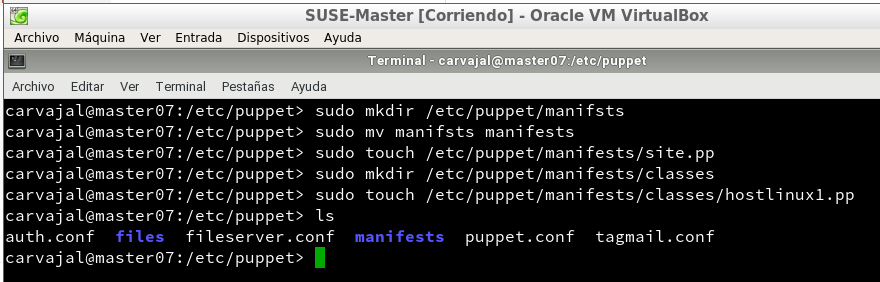 SUSE-Master [Corriendo] - Oracle VM VirtualBox
Archivo Máquina Ver Entrada Dispositivos Ayuda
Terminal - carvajal@master07:/etc/puppet
Archivo Editar Ver Terminal Pestañas Ayuda
carvajal@master07:/etc/puppet> sudo mkdir /etc/puppet/manifsts
carvajal@master07:/etc/puppet> sudo mv manifsts manifests
carvajal@master07:/etc/puppet> sudo touch /etc/puppet/manifests/site.pp
carvajal@master07:/etc/puppet> sudo mkdir /etc/puppet/manifests/classes
carvajal@master07:/etc/puppet> sudo touch /etc/puppet/manifests/classes/hostlinux1.pp
carvajal@master07:/etc/puppet> ls
auth.conf files fileserver.conf manifests puppet.conf tagmail.conf
carvajal@master07:/etc/puppet>